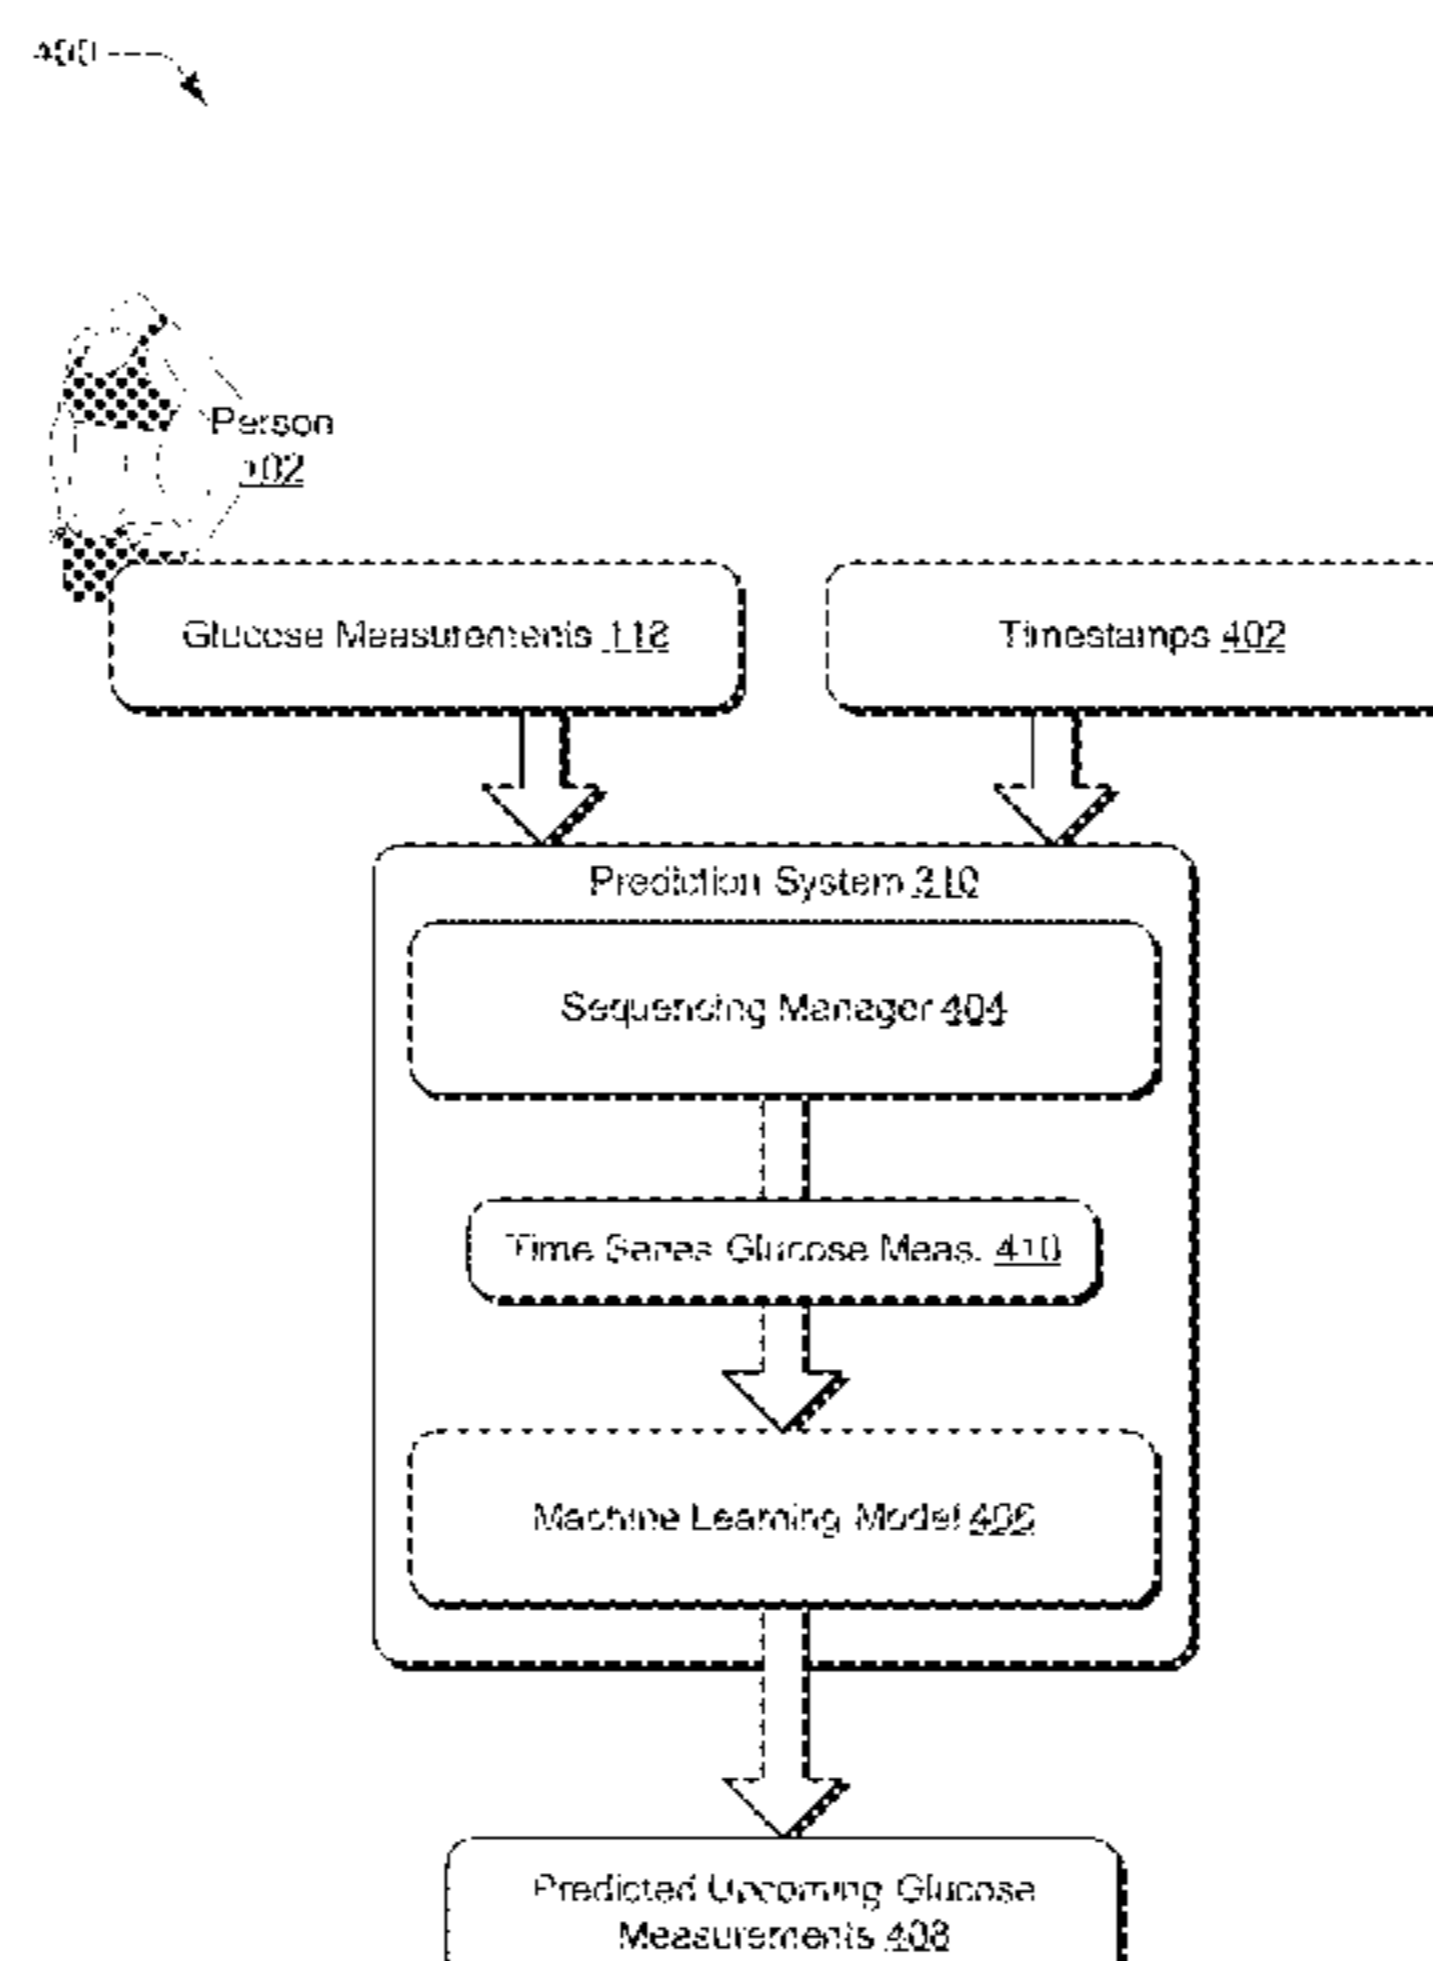 400
Person
102
Glucose Measurements 118
Timestamps 402
Prediction System 310
Sequencing Manager 404
Time Series Glucose Meas. 410
Machine Learning Model 406
Predicted Upcoming Glucose
Measurements 408